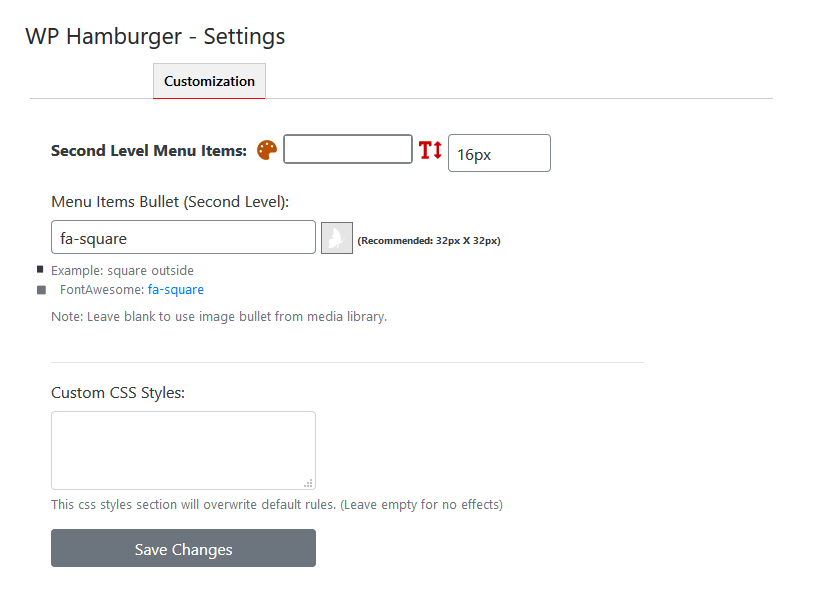 WP Hamburger - Settings
Customization
Second Level Menu Items: 16px
Menu Items Bullet (Second Level):
fa-square (Recommended: 32px X 32px)
Example: square outside
FontAwesome: fa-square
Note: Leave blank to use image bullet from media library.
Custom CSS Styles:
This css styles section will overwrite default rules. (Leave empty for no effects)
Save Changes